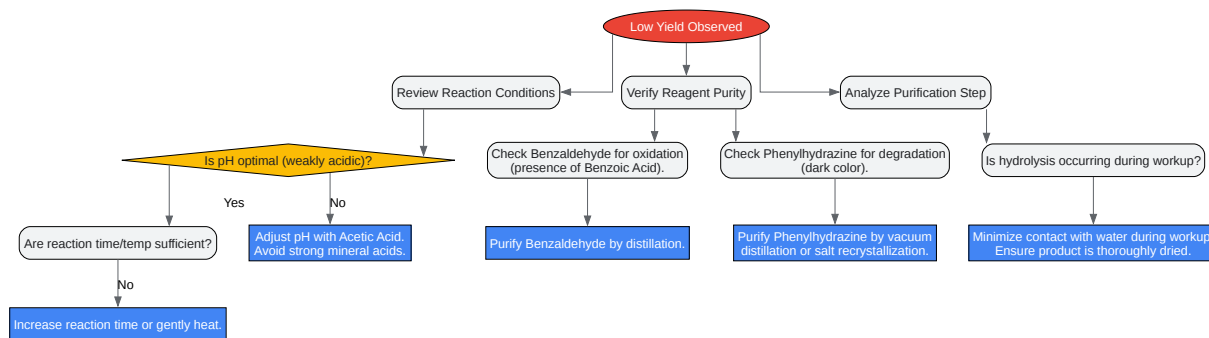 Low Yield Observed
Review Reaction Conditions
Verify Reagent Purity
Analyze Purification Step
Is pH optimal (weakly acidic)?
Check Benzaldehyde for oxidation
(presence of Benzoic Acid).
Check Phenylhydrazine for degradation
(dark color).
Is hydrolysis occurring during workup?
Yes
No
Are reaction time/temp sufficient?
Adjust pH with Acetic Acid.
Avoid strong mineral acids.
Purify Benzaldehyde by distillation.
Purify Phenylhydrazine by vacuum
distillation or salt recrystallization.
Minimize contact with water during workup
Ensure product is thoroughly dried.
No
Increase reaction time or gently heat.